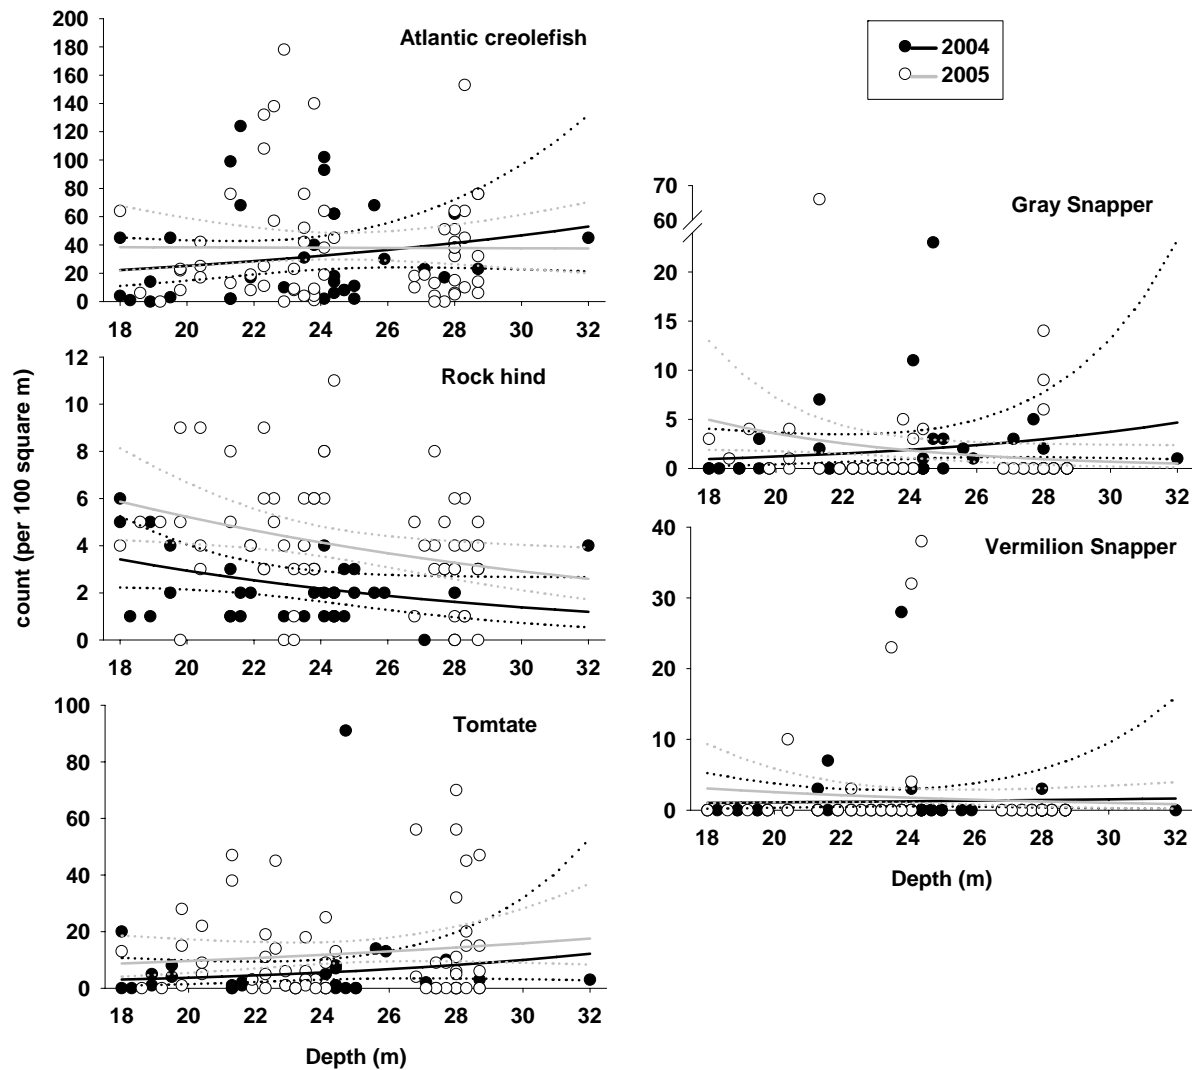 Atlantic creolefish
200
180
160
140
120
100
80
60
40
20
0
18 20 22 24 26 28 30 32
2004
2005
Rock hind
12
10
8
6
4
2
0
18 20 22 24 26 28 30 32
count (per 100 square m)
Tomtate
100
80
60
40
20
0
18 20 22 24 26 28 30 32
Depth (m)
Gray Snapper
70
60
20
15
10
5
0
18 20 22 24 26 28 30 32
Vermilion Snapper
40
30
20
10
0
18 20 22 24 26 28 30 32
Depth (m)